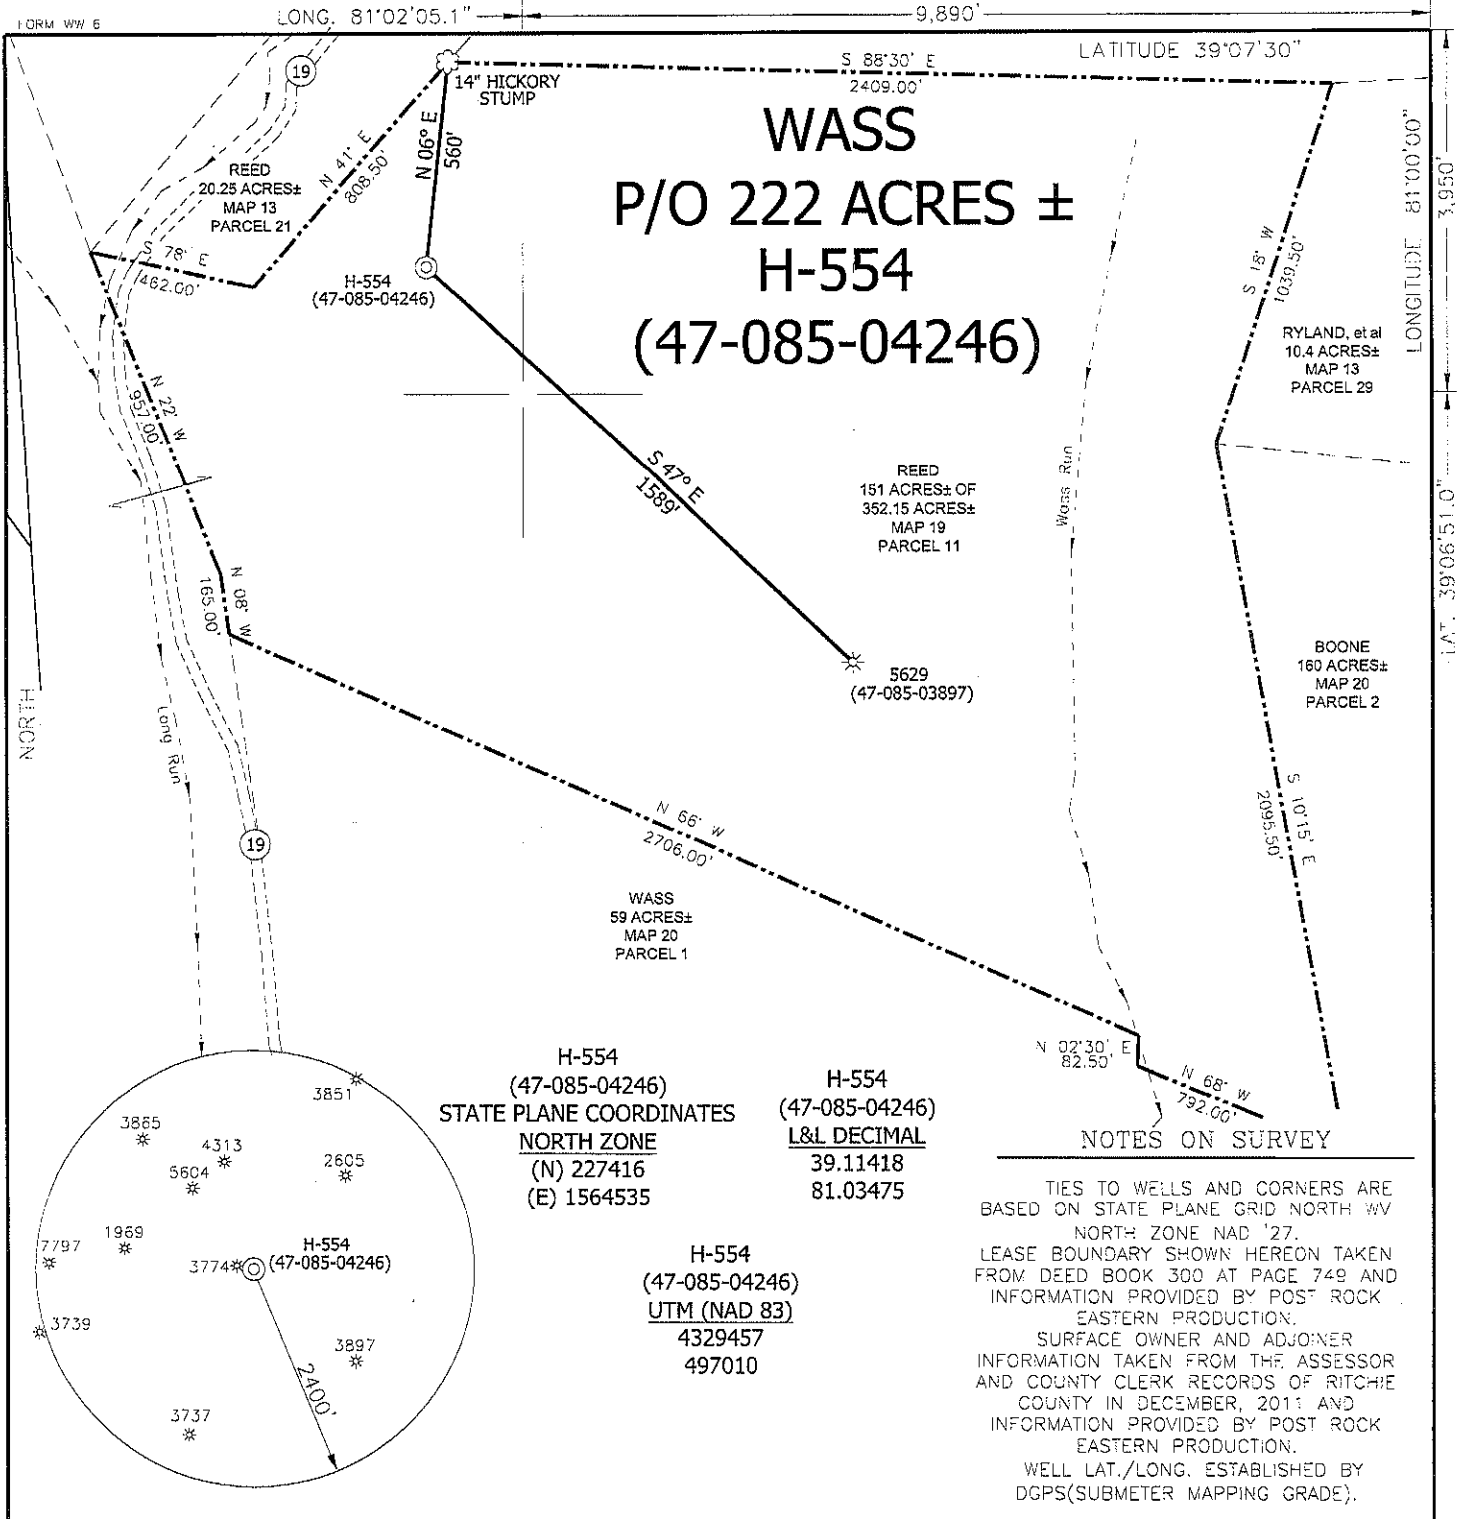 FORM WW 6
LONG. 81°02'05.1"
9,890'
LATITUDE 39°07'30"
19
14" HICKORY
STUMP
S 88°30' E
2409.00'
WASS
P/O 222 ACRES ±
H-554
(47-085-04246)
N 06° E
560'
N 41° E
808.50'
REED
20.25 ACRES±
MAP 13
PARCEL 21
S 78° E
462.00'
H-554
(47-085-04246)
S 18° W
1039.50'
LONGITUDE 81°00'00"
3,950'
RYLAND, et al
10.4 ACRES±
MAP 13
PARCEL 29
N 22° W
957.00'
S 47° E
1589'
REED
151 ACRES± OF
352.15 ACRES±
MAP 19
PARCEL 11
Wass Run
LAT. 39°06'51.0"
N 08° W
165.00'
5629
(47-085-03897)
BOONE
160 ACRES±
MAP 20
PARCEL 2
NORTH
Long Run
S 10°15' E
2095.50'
N 66° W
2706.00'
19
WASS
59 ACRES±
MAP 20
PARCEL 1
N 02°30' E
82.50'
N 68° W
792.00'
H-554
(47-085-04246)
STATE PLANE COORDINATES
NORTH ZONE
(N) 227416
(E) 1564535
H-554
(47-085-04246)
L&L DECIMAL
39.11418
81.03475
H-554
(47-085-04246)
UTM (NAD 83)
4329457
497010
3851
3865
4313
5604
2605
7797
1969
3774
H-554
(47-085-04246)
3739
3897
2400'
3737
NOTES ON SURVEY
TIES TO WELLS AND CORNERS ARE
BASED ON STATE PLANE GRID NORTH WV
NORTH ZONE NAD '27.
LEASE BOUNDARY SHOWN HEREON TAKEN
FROM DEED BOOK 300 AT PAGE 749 AND
INFORMATION PROVIDED BY POST ROCK
EASTERN PRODUCTION.
SURFACE OWNER AND ADJOINER
INFORMATION TAKEN FROM THE ASSESSOR
AND COUNTY CLERK RECORDS OF RITCHIE
COUNTY IN DECEMBER, 2011 AND
INFORMATION PROVIDED BY POST ROCK
EASTERN PRODUCTION.
WELL LAT./LONG. ESTABLISHED BY
DGPS(SUBMETER MAPPING GRADE).